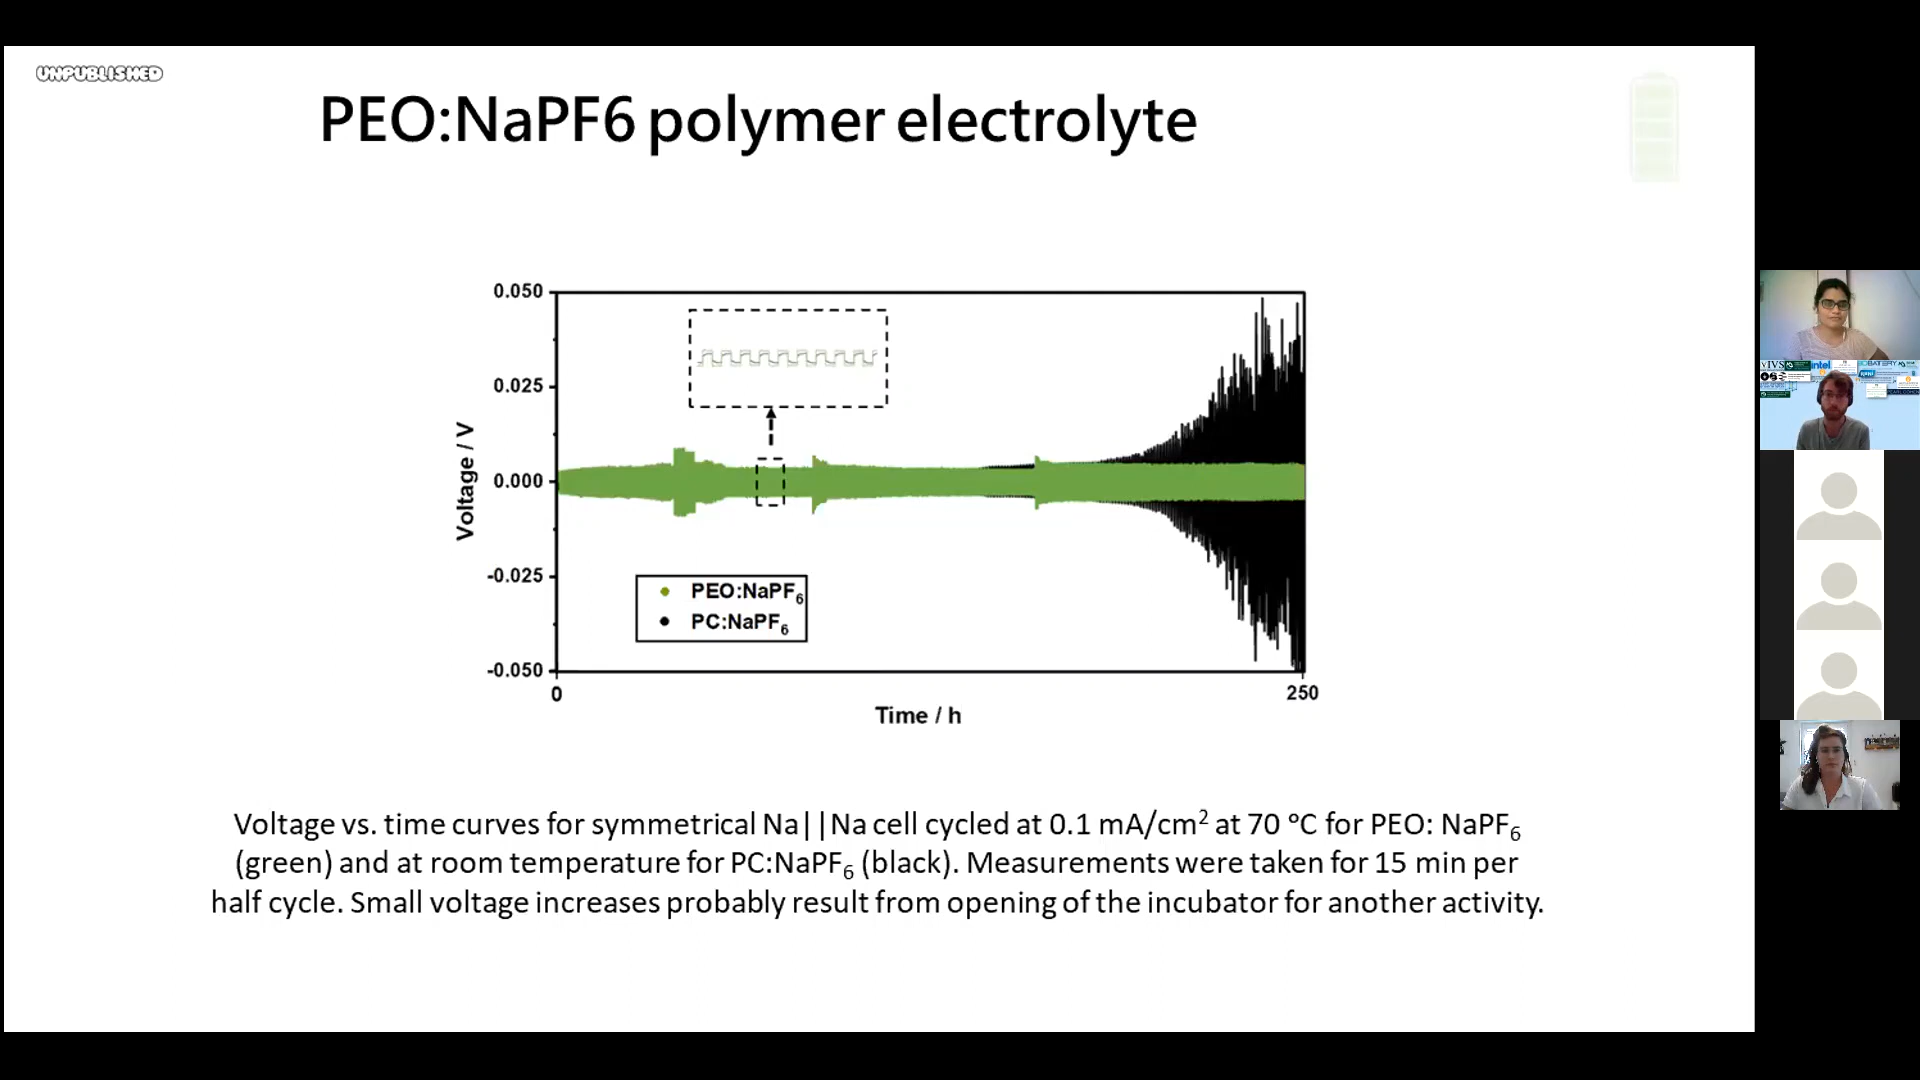 UNPUBLISHED
PEO:NaPF6 polymer electrolyte
0.050
0.025
0.000
-0.025
-0.050
Voltage / V
PEO:NaPF6
PC:NaPF6
0
250
Time / h
Voltage vs. time curves for symmetrical Na||Na cell cycled at 0.1 mA/cm2 at 70 °C for PEO: NaPF6
(green) and at room temperature for PC:NaPF6 (black). Measurements were taken for 15 min per
half cycle. Small voltage increases probably result from opening of the incubator for another activity.
intel